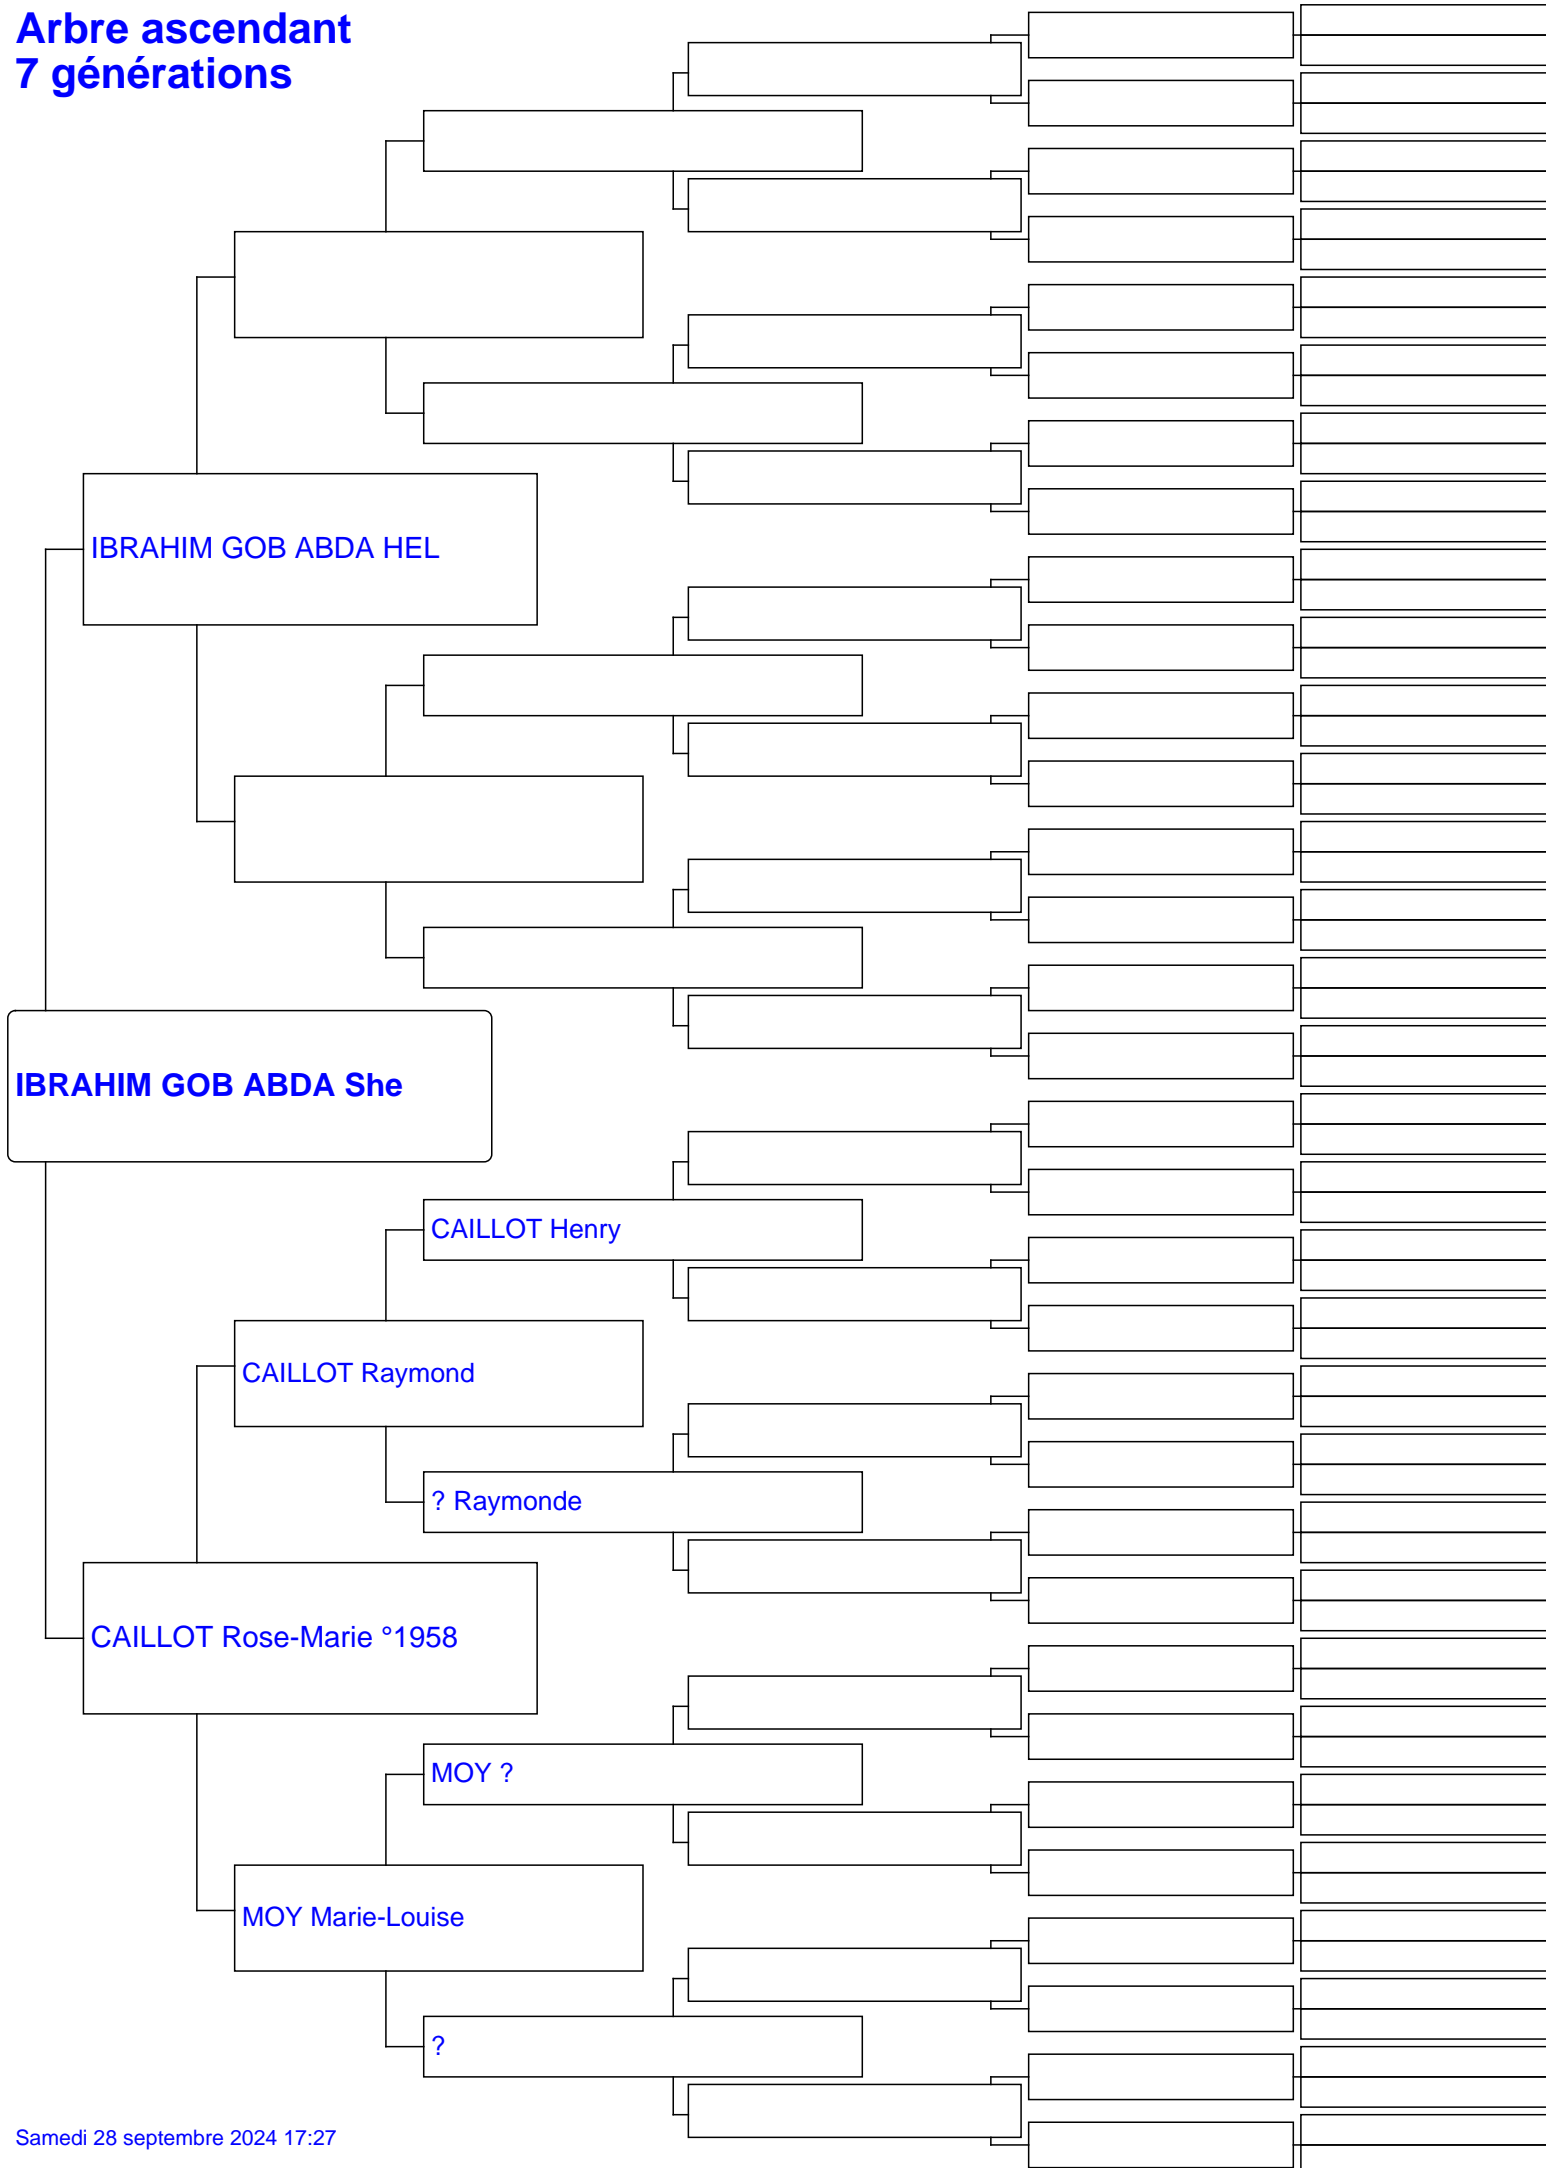 Arbre ascendant
7 générations
IBRAHIM GOB ABDA HEL
IBRAHIM GOB ABDA She
CAILLOT Henry
CAILLOT Raymond
? Raymonde
CAILLOT Rose-Marie °1958
MOY ?
MOY Marie-Louise
?
Samedi 28 septembre 2024 17:27